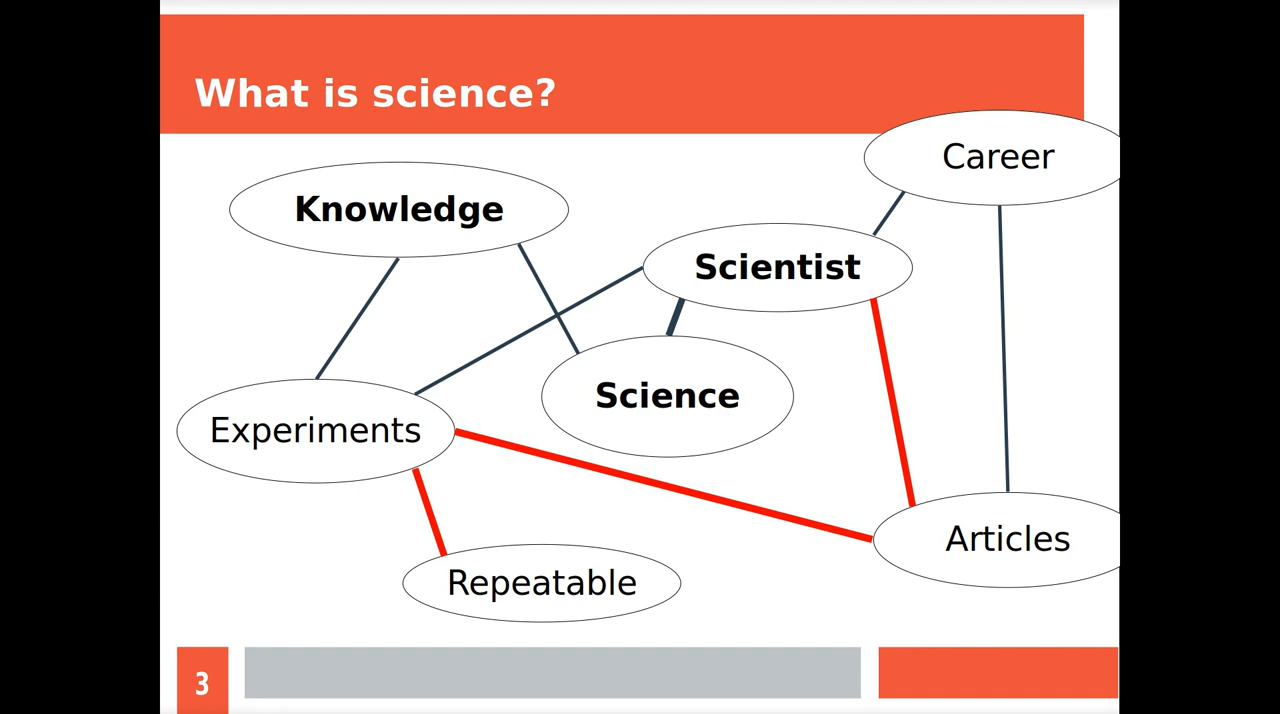 What is science?
Career
Knowledge
Scientist
Science
Experiments
Articles
Repeatable
3